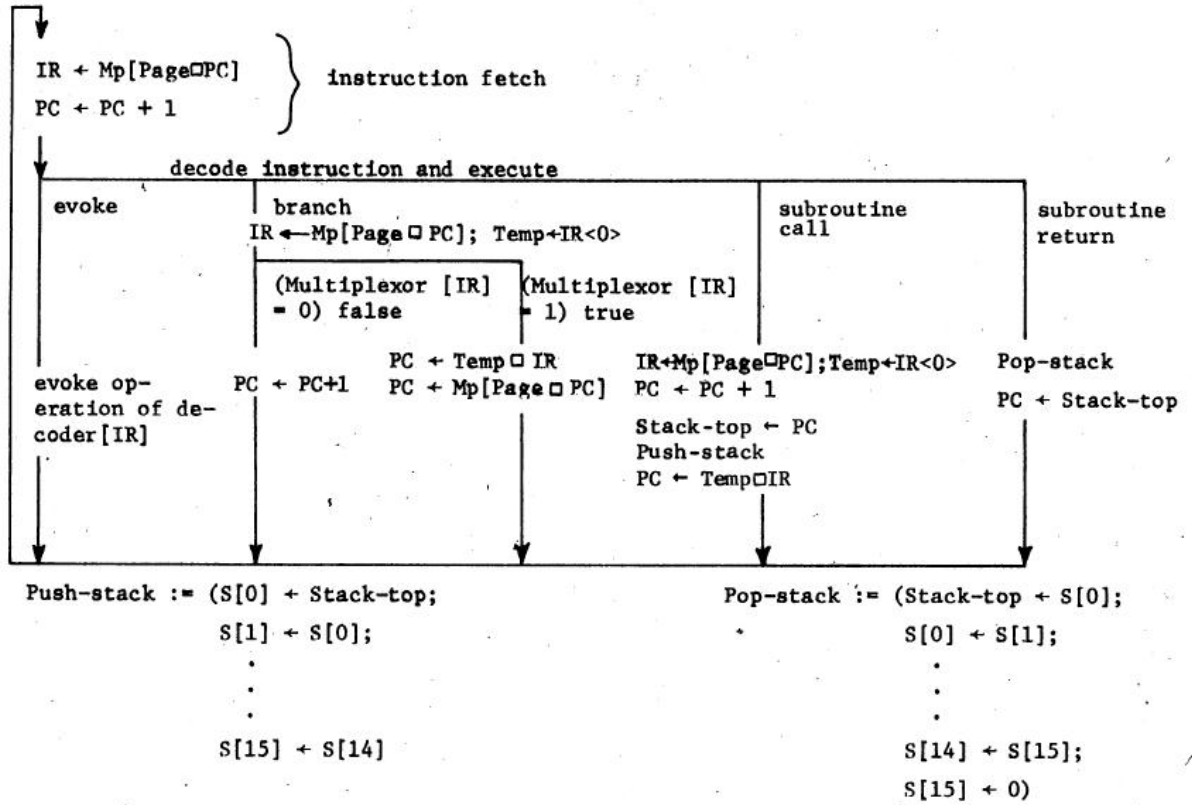 IR ← Mp[Page□PC]
PC ← PC + 1
instruction fetch
decode instruction and execute
evoke
branch
IR ← Mp[Page □ PC]; Temp←IR<0>
subroutine
call
subroutine
return
(Multiplexor [IR]
= 0) false
(Multiplexor [IR]
= 1) true
evoke op-
eration of de-
coder[IR]
PC ← PC+1
PC ← Temp □ IR
PC ← Mp[Page □ PC]
IR←Mp[Page□PC];Temp←IR<0>
PC ← PC + 1
Stack-top ← PC
Push-stack
PC ← Temp□IR
Pop-stack
PC ← Stack-top
Push-stack := (S[0] ← Stack-top;
S[1] ← S[0];
.
.
.
S[15] ← S[14]
Pop-stack := (Stack-top ← S[0];
S[0] ← S[1];
.
.
.
S[14] ← S[15];
S[15] ← 0)